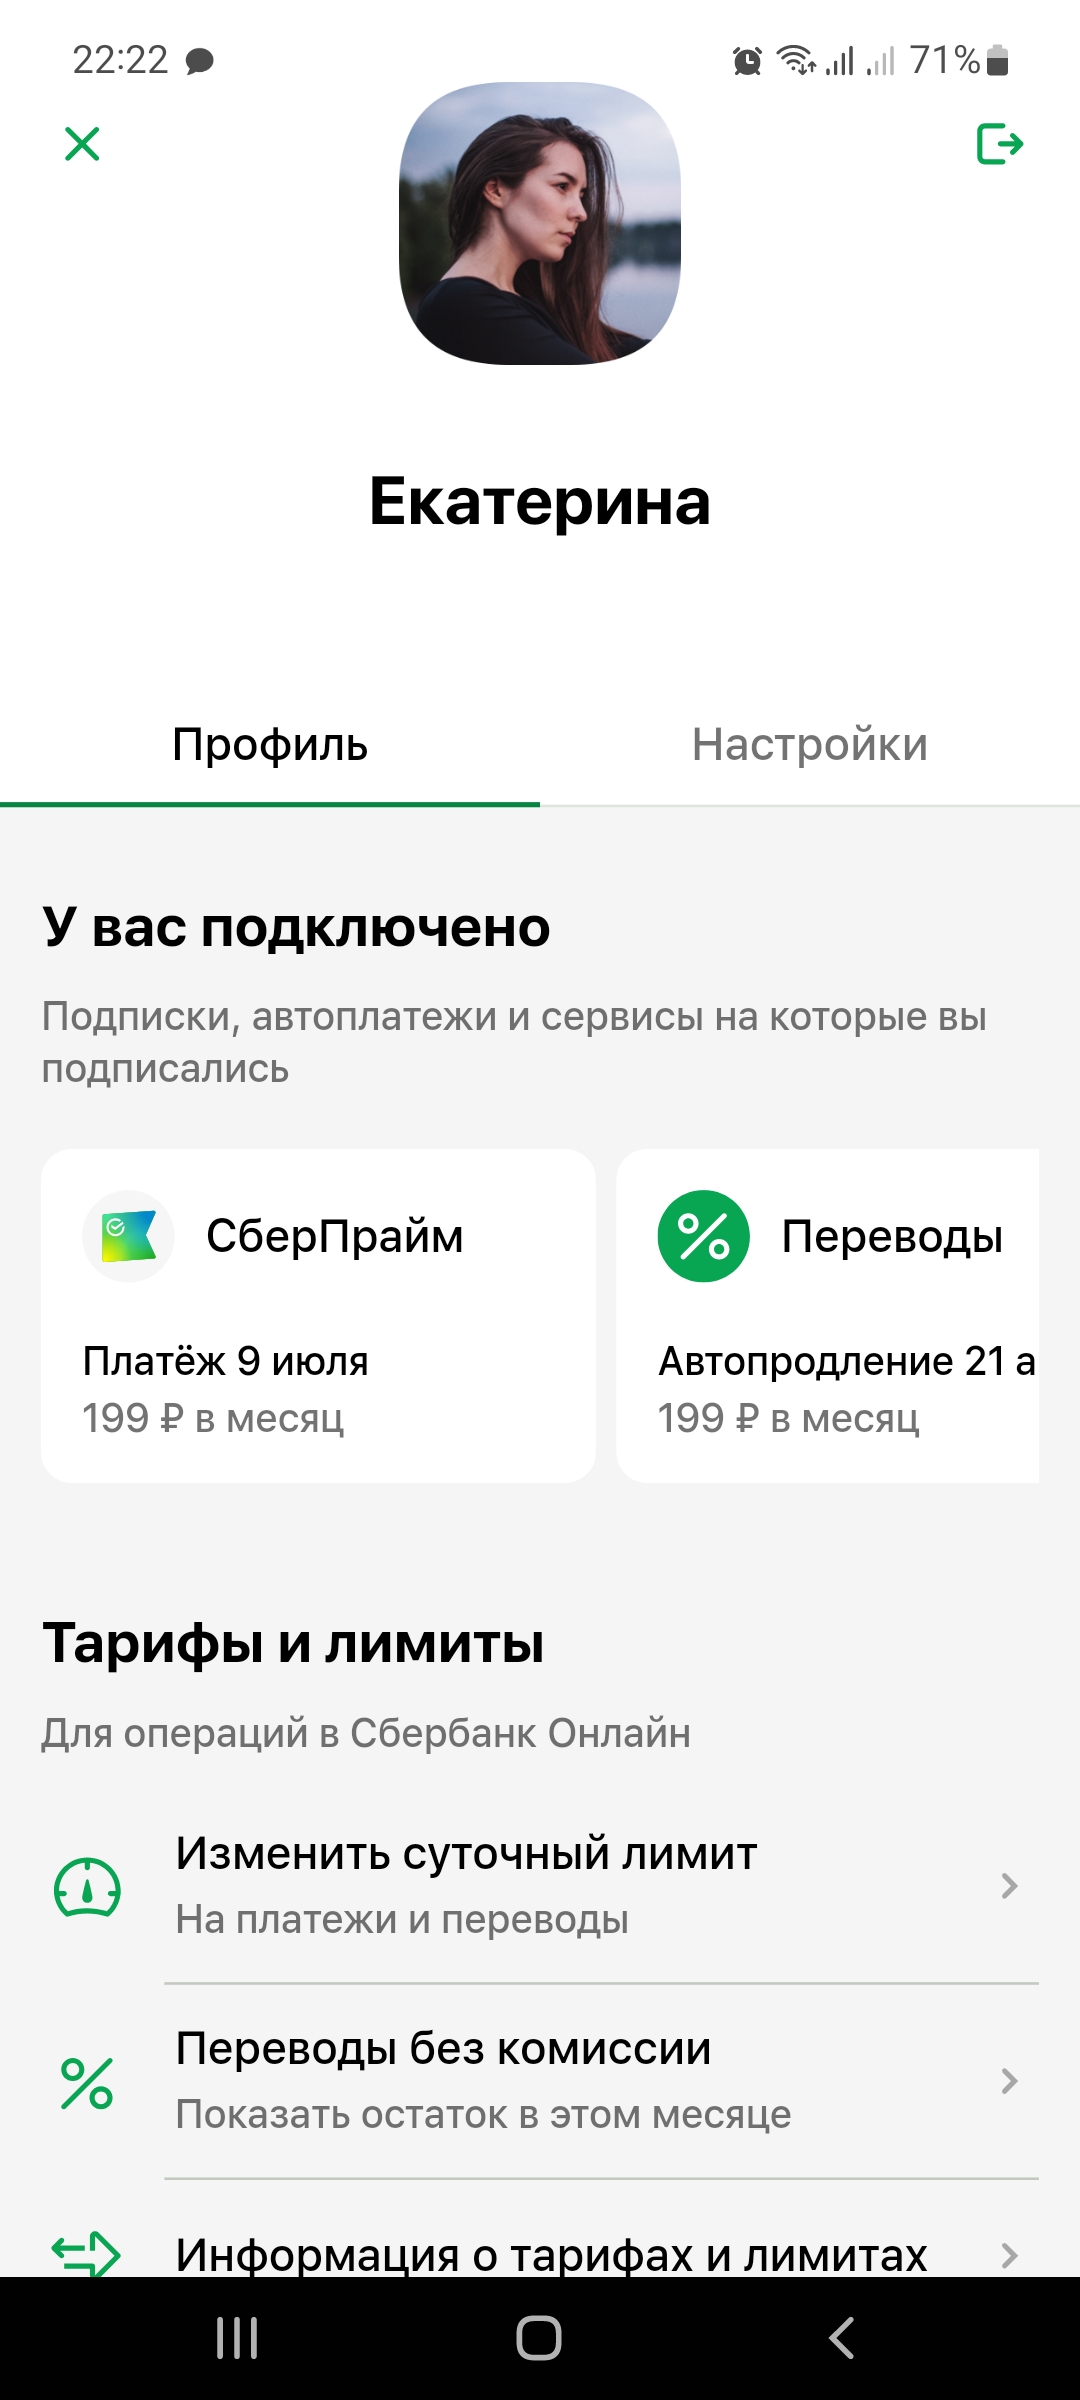 22:22
71%
Екатерина
Профиль
Настройки
У вас подключено
Подписки, автоплатежи и сервисы на которые вы
подписались
СберПрайм
Платёж 9 июля
199 ₽ в месяц
Переводы
Автопродление 21 а
199 ₽ в месяц
Тарифы и лимиты
Для операций в Сбербанк Онлайн
Изменить суточный лимит
На платежи и переводы
Переводы без комиссии
Показать остаток в этом месяце
Информация о тарифах и лимитах